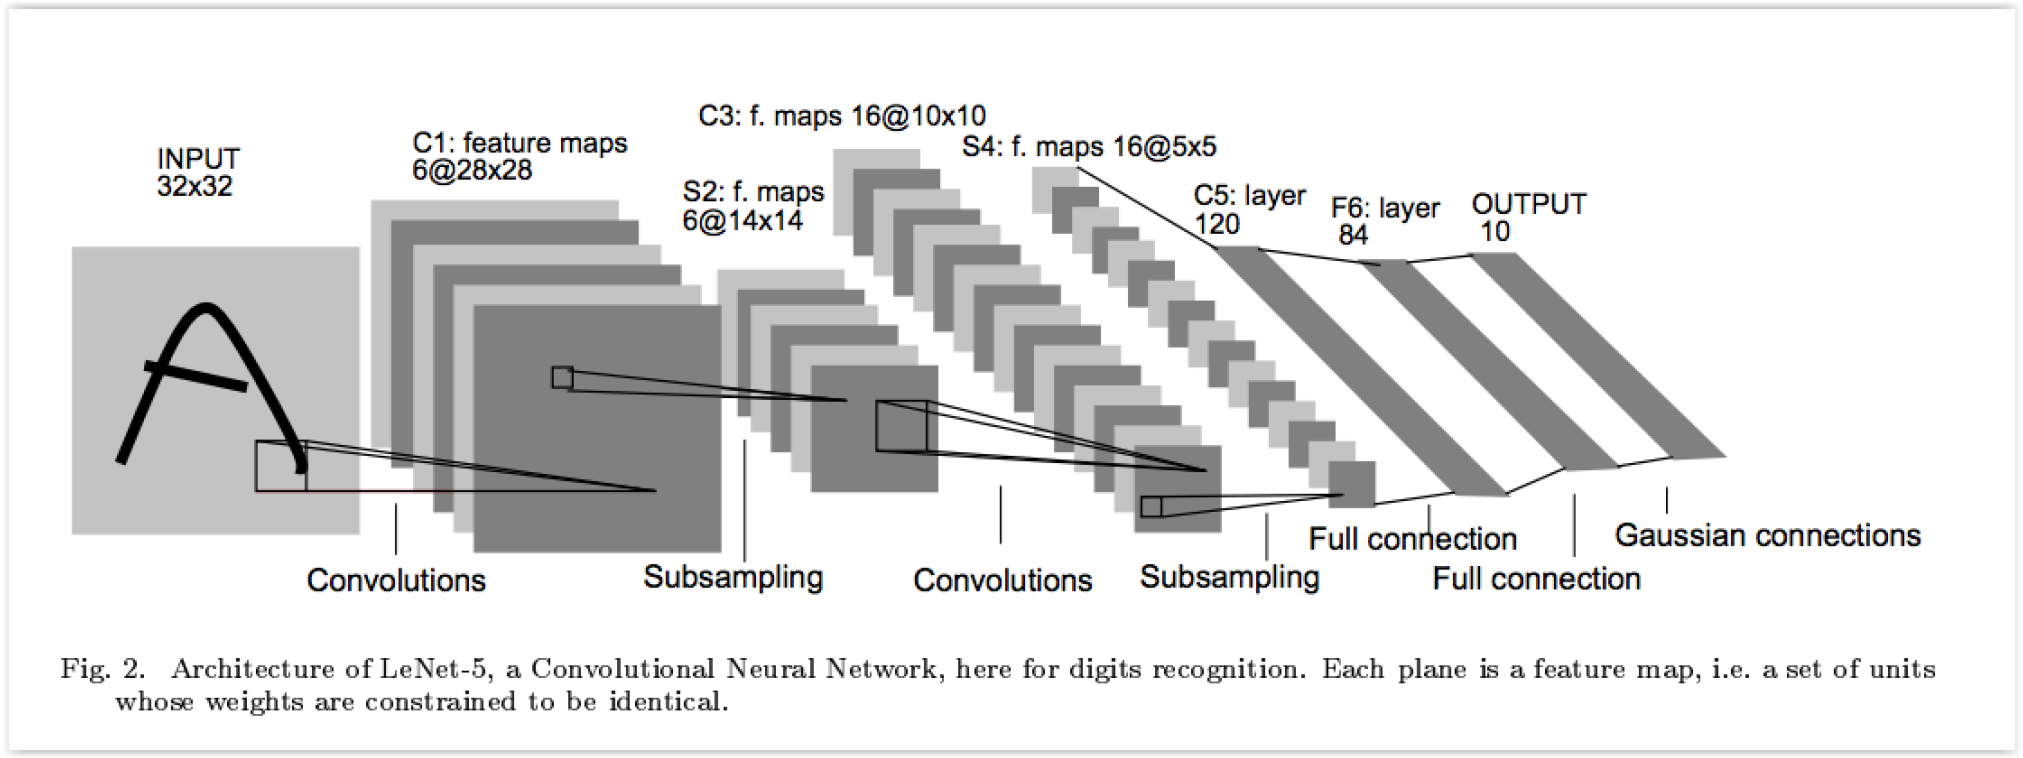 INPUT
32x32
C1: feature maps
6@28x28
S2: f. maps
6@14x14
C3: f. maps 16@10x10
S4: f. maps 16@5x5
C5: layer
120
F6: layer
84
OUTPUT
10
Convolutions
Subsampling
Convolutions
Subsampling
Full connection
Full connection
Gaussian connections
Fig. 2. Architecture of LeNet-5, a Convolutional Neural Network, here for digits recognition. Each plane is a feature map, i.e. a set of units
whose weights are constrained to be identical.